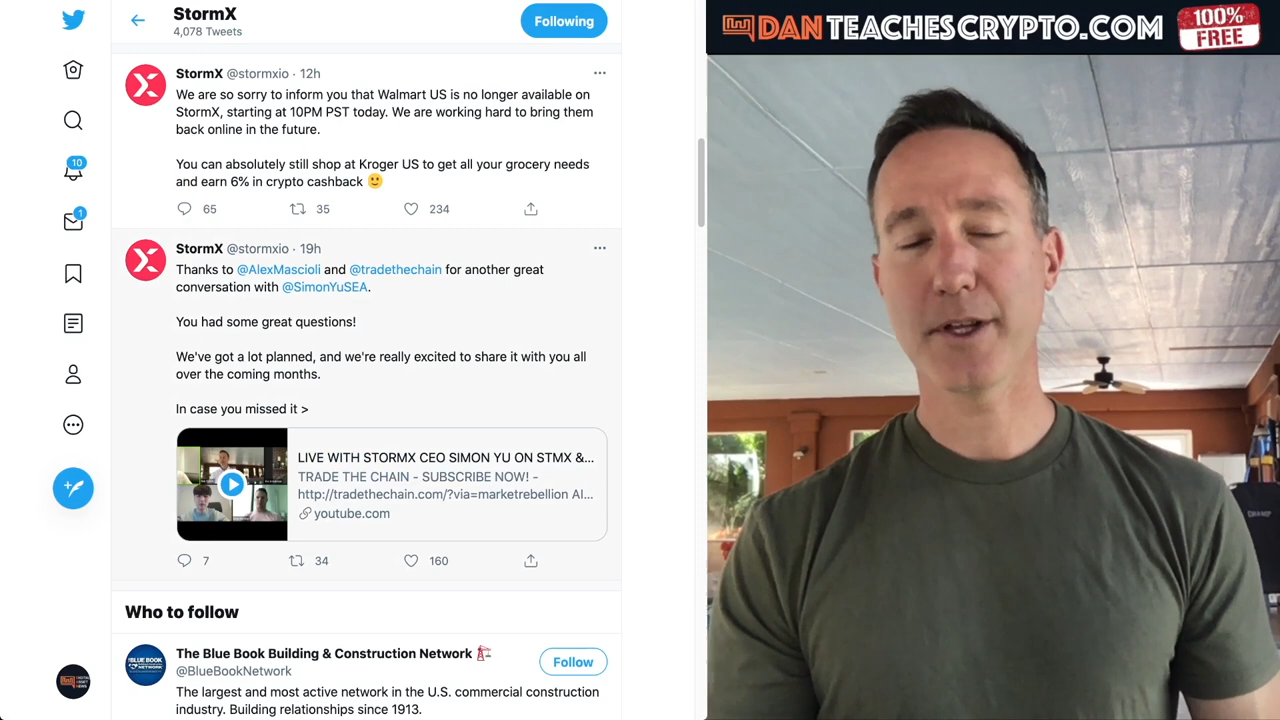 StormX
4,078 Tweets
Following
DANTEACHESCRYPTO.COM
100%
FREE
StormX @stormxio · 12h
We are so sorry to inform you that Walmart US is no longer available on
StormX, starting at 10PM PST today. We are working hard to bring them
back online in the future.
You can absolutely still shop at Kroger US to get all your grocery needs
and earn 6% in crypto cashback 🙂
65 35 234
10
1
StormX @stormxio · 19h
Thanks to @AlexMascioli and @tradethechain for another great
conversation with @SimonYuSEA.
You had some great questions!
We've got a lot planned, and we're really excited to share it with you all
over the coming months.
In case you missed it >
LIVE WITH STORMX CEO SIMON YU ON STMX &...
TRADE THE CHAIN - SUBSCRIBE NOW! -
http://tradethechain.com/?via=marketrebellion Al...
youtube.com
7 34 160
Who to follow
The Blue Book Building & Construction Network 🏗
@BlueBookNetwork
Follow
The largest and most active network in the U.S. commercial construction
industry. Building relationships since 1913.